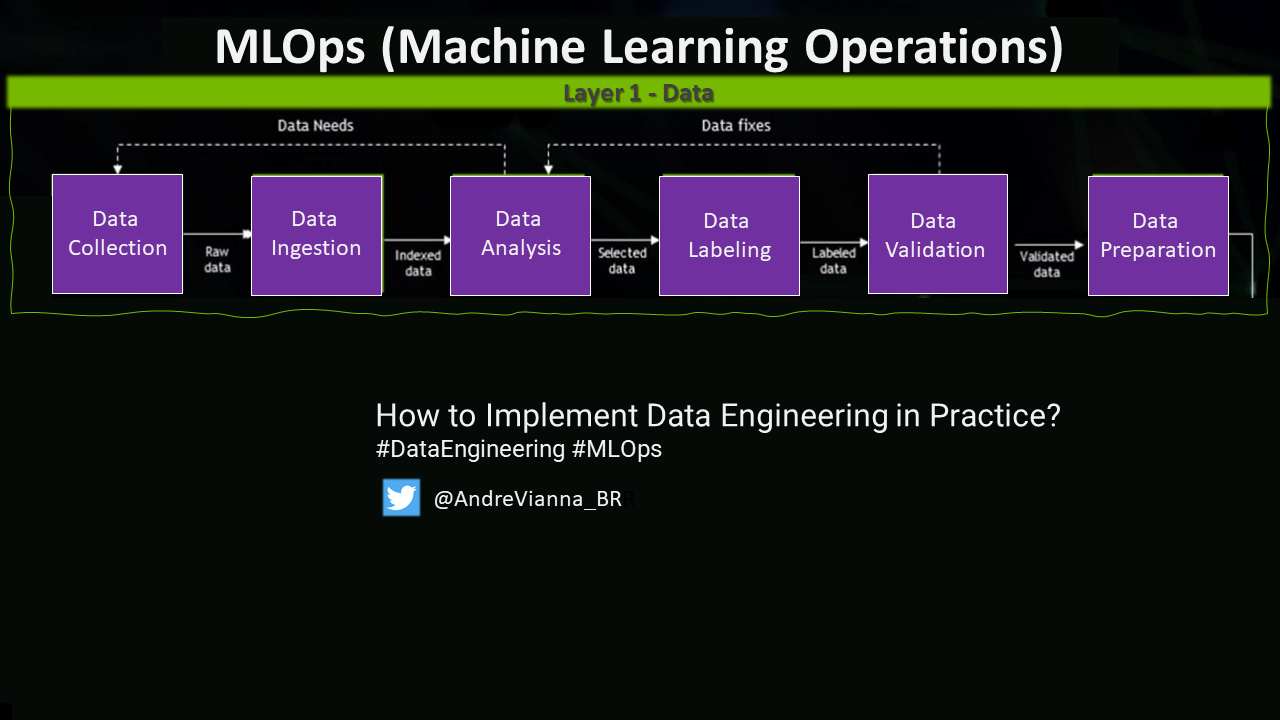 MLOps (Machine Learning Operations)
Layer 1 - Data
Data Needs
Data fixes
Data
Collection
Raw
data
Data
Ingestion
Indexed
data
Data
Analysis
Selected
data
Data
Labeling
Labeled
data
Data
Validation
Validated
data
Data
Preparation
How to Implement Data Engineering in Practice?
#DataEngineering #MLOps
@AndreVianna_BR